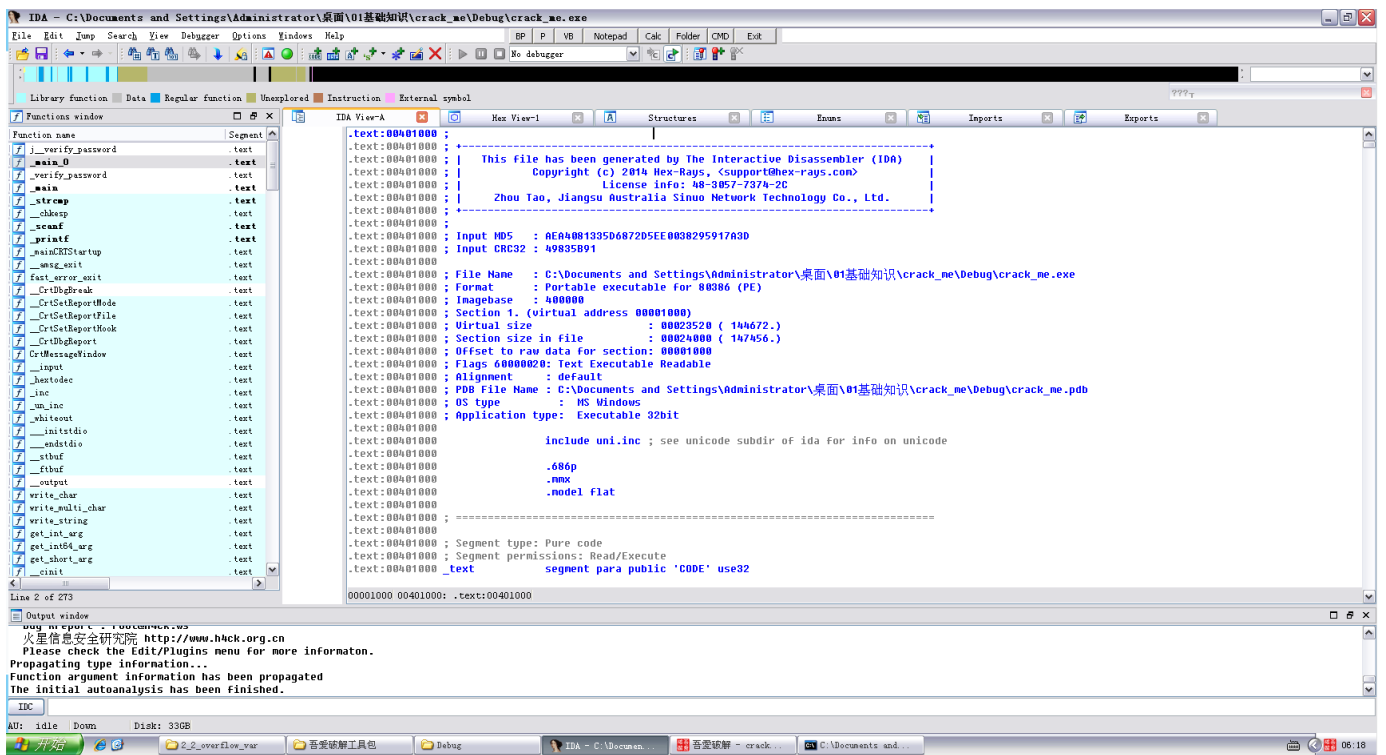 IDA - C:\Documents and Settings\Administrator\桌面\01基础知识\crack_me\Debug\crack_me.exe
File Edit Jump Search View Debugger Options Windows Help
BP P VB Notepad Calc Folder CMD Exit
No debugger
Library function Data Regular function Unexplored Instruction External symbol
Functions window
IDA View-A Hex View-1 Structures Enums Imports Exports
Function name Segment
j__verify_password .text
_main_0 .text
_verify_password .text
_main .text
_strcmp .text
__chkesp .text
_scanf .text
_printf .text
_mainCRTStartup .text
__amsg_exit .text
fast_error_exit .text
__CrtDbgBreak .text
__CrtSetReportMode .text
__CrtSetReportFile .text
__CrtSetReportHook .text
__CrtDbgReport .text
CrtMessageWindow .text
__input .text
_hextodec .text
_inc .text
_un_inc .text
_whiteout .text
___initstdio .text
___endstdio .text
__stbuf .text
__ftbuf .text
__output .text
write_char .text
write_multi_char .text
write_string .text
get_int_arg .text
get_int64_arg .text
get_short_arg .text
__cinit .text
Line 2 of 273
.text:00401000 ;
.text:00401000 ; +-------------------------------------------------------------------------+
.text:00401000 ; | This file has been generated by The Interactive Disassembler (IDA) |
.text:00401000 ; | Copyright (c) 2014 Hex-Rays, <support@hex-rays.com> |
.text:00401000 ; | License info: 48-3057-7374-2C |
.text:00401000 ; | Zhou Tao, Jiangsu Australia Sinuo Network Technology Co., Ltd. |
.text:00401000 ; +-------------------------------------------------------------------------+
.text:00401000 ;
.text:00401000 ; Input MD5 : AEA4081335D6872D5EE0038295917A3D
.text:00401000 ; Input CRC32 : 49835B91
.text:00401000
.text:00401000 ; File Name : C:\Documents and Settings\Administrator\桌面\01基础知识\crack_me\Debug\crack_me.exe
.text:00401000 ; Format : Portable executable for 80386 (PE)
.text:00401000 ; Imagebase : 400000
.text:00401000 ; Section 1. (virtual address 00001000)
.text:00401000 ; Virtual size : 00023520 ( 144672.)
.text:00401000 ; Section size in file : 00024000 ( 147456.)
.text:00401000 ; Offset to raw data for section: 00001000
.text:00401000 ; Flags 60000020: Text Executable Readable
.text:00401000 ; Alignment : default
.text:00401000 ; PDB File Name : C:\Documents and Settings\Administrator\桌面\01基础知识\crack_me\Debug\crack_me.pdb
.text:00401000 ; OS type : MS Windows
.text:00401000 ; Application type: Executable 32bit
.text:00401000
.text:00401000 include uni.inc ; see unicode subdir of ida for info on unicode
.text:00401000
.text:00401000 .686p
.text:00401000 .mmx
.text:00401000 .model flat
.text:00401000
.text:00401000 ; ===========================================================================
.text:00401000
.text:00401000 ; Segment type: Pure code
.text:00401000 ; Segment permissions: Read/Execute
.text:00401000 _text segment para public 'CODE' use32
00001000 00401000: .text:00401000
Output window
火星信息安全研究院 http://www.h4ck.org.cn
Please check the Edit/Plugins menu for more informaton.
Propagating type information...
Function argument information has been propagated
The initial autoanalysis has been finished.
IDC
AU: idle Down Disk: 33GB
开始 2_2_overflow_var 吾爱破解工具包 Debug IDA - C:\Documen... 吾爱破解 - crack... C:\Documents and... 06:18